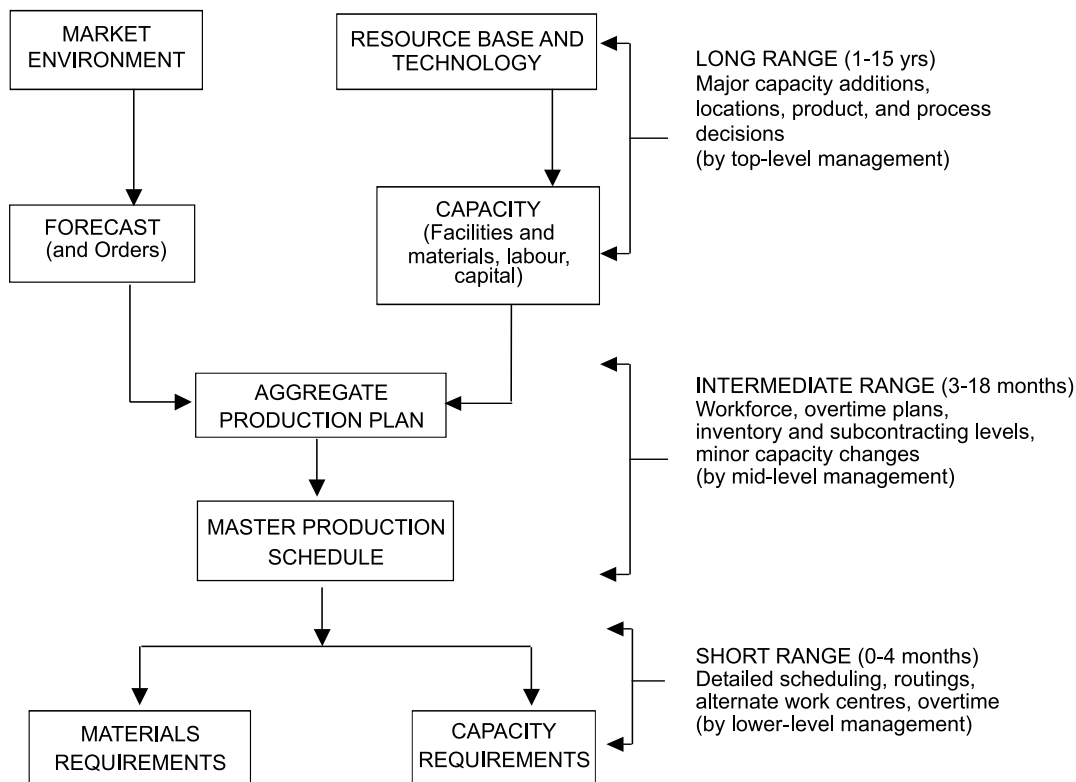 MARKET
ENVIRONMENT
RESOURCE BASE AND
TECHNOLOGY
LONG RANGE (1-15 yrs)
Major capacity additions,
locations, product, and process
decisions
(by top-level management)
FORECAST
(and Orders)
CAPACITY
(Facilities and
materials, labour,
capital)
AGGREGATE
PRODUCTION PLAN
INTERMEDIATE RANGE (3-18 months)
Workforce, overtime plans,
inventory and subcontracting levels,
minor capacity changes
(by mid-level management)
MASTER PRODUCTION
SCHEDULE
SHORT RANGE (0-4 months)
Detailed scheduling, routings,
alternate work centres, overtime
(by lower-level management)
MATERIALS
REQUIREMENTS
CAPACITY
REQUIREMENTS